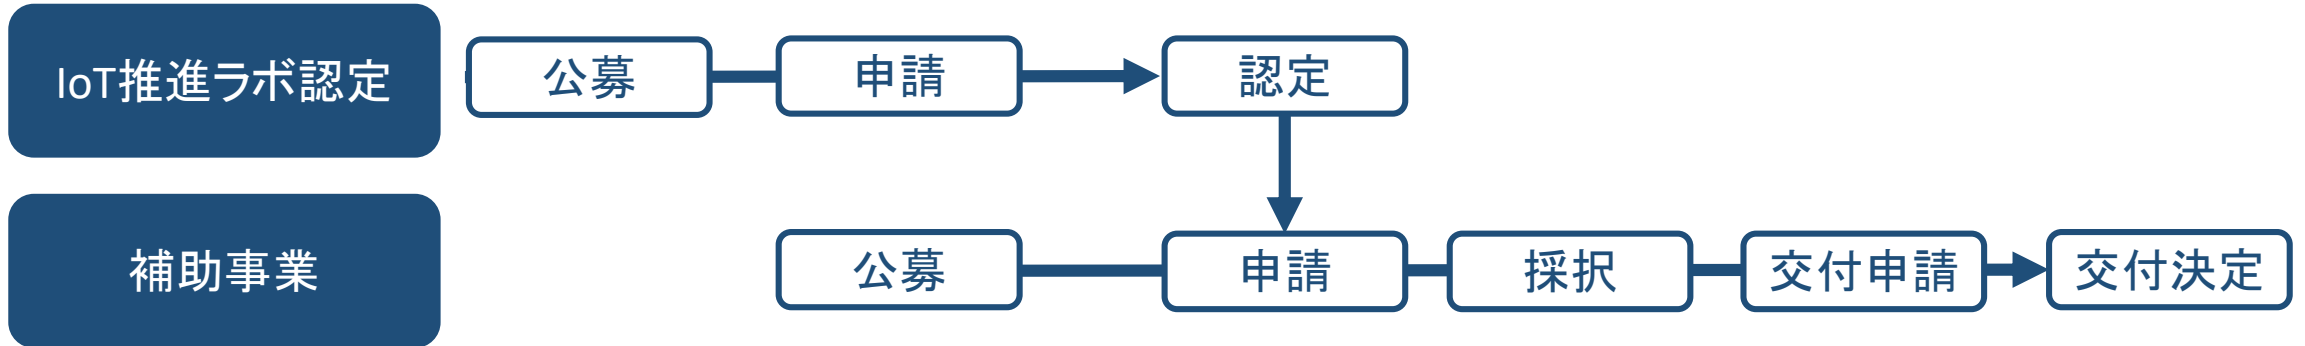 IoT推進ラボ認定
公募
申請
認定
補助事業
公募
申請
採択
交付申請
交付決定